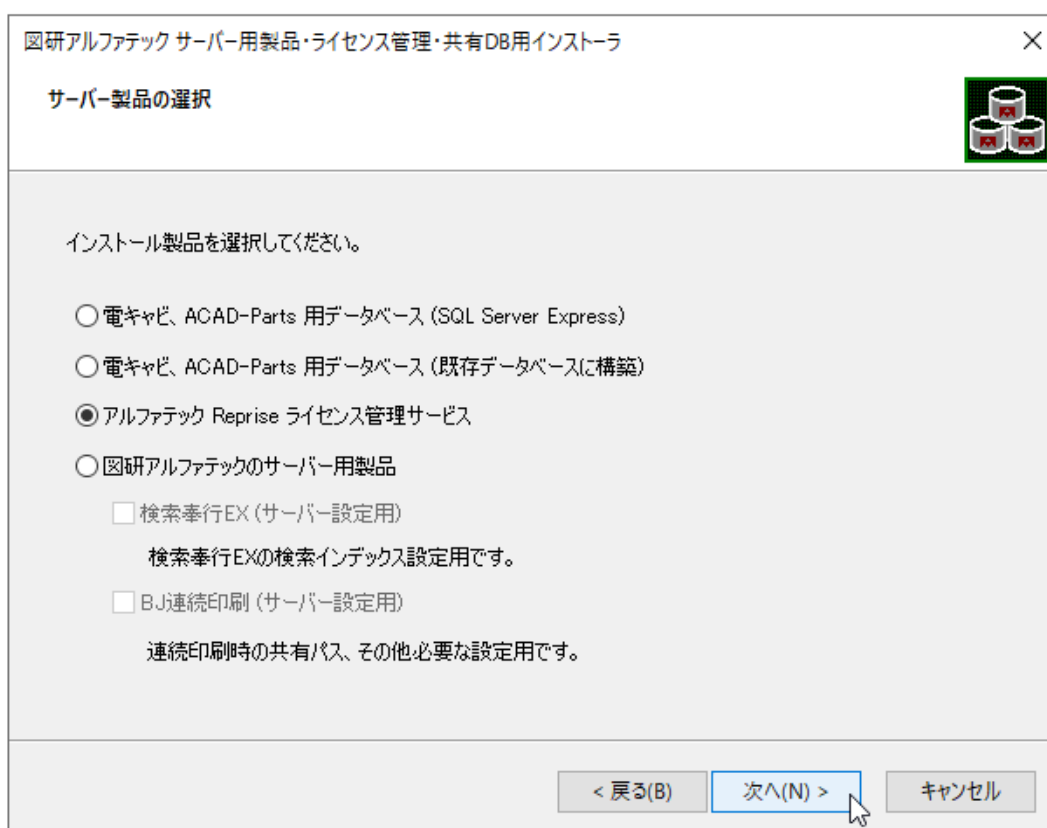 図研アルファテック サーバー用製品・ライセンス管理・共有DB用インストーラ
サーバー製品の選択
インストール製品を選択してください。
電キャビ、ACAD-Parts 用データベース (SQL Server Express)
電キャビ、ACAD-Parts 用データベース (既存データベースに構築)
アルファテック Reprise ライセンス管理サービス
図研アルファテックのサーバー用製品
検索奉行EX (サーバー設定用)
検索奉行EXの検索インデックス設定用です。
BJ連続印刷 (サーバー設定用)
連続印刷時の共有パス、その他必要な設定用です。
< 戻る(B) 次へ(N) > キャンセル